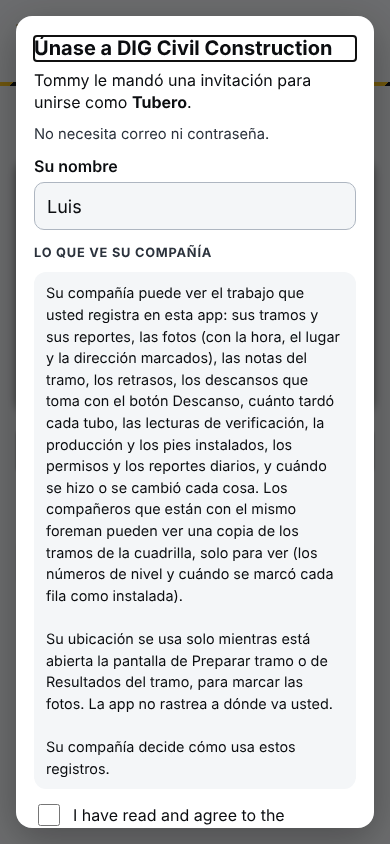 Únase a DIG Civil Construction
Tommy le mandó una invitación para
unirse como Tubero.
No necesita correo ni contraseña.
Su nombre
Luis
LO QUE VE SU COMPAÑÍA
Su compañía puede ver el trabajo que
usted registra en esta app: sus tramos y
sus reportes, las fotos (con la hora, el lugar
y la dirección marcados), las notas del
tramo, los retrasos, los descansos que
toma con el botón Descanso, cuánto tardó
cada tubo, las lecturas de verificación, la
producción y los pies instalados, los
permisos y los reportes diarios, y cuándo
se hizo o se cambió cada cosa. Los
compañeros que están con el mismo
foreman pueden ver una copia de los
tramos de la cuadrilla, solo para ver (los
números de nivel y cuándo se marcó cada
fila como instalada).
Su ubicación se usa solo mientras está
abierta la pantalla de Preparar tramo o de
Resultados del tramo, para marcar las
fotos. La app no rastrea a dónde va usted.
Su compañía decide cómo usa estos
registros.
I have read and agree to the